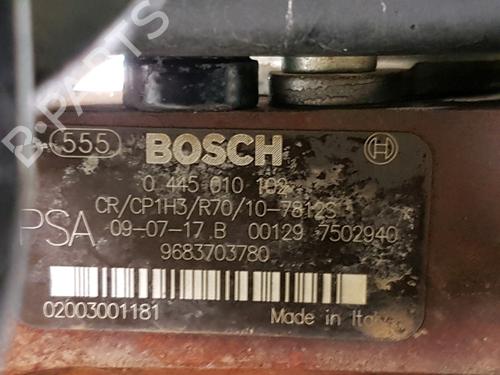 B-PARTS
555 BOSCH
0 445 010 102
CR/CP1H3/R70/10-7812S
PSA 09-07-17 B 00129 7502940
9683703780
02003001181 Made in Italy